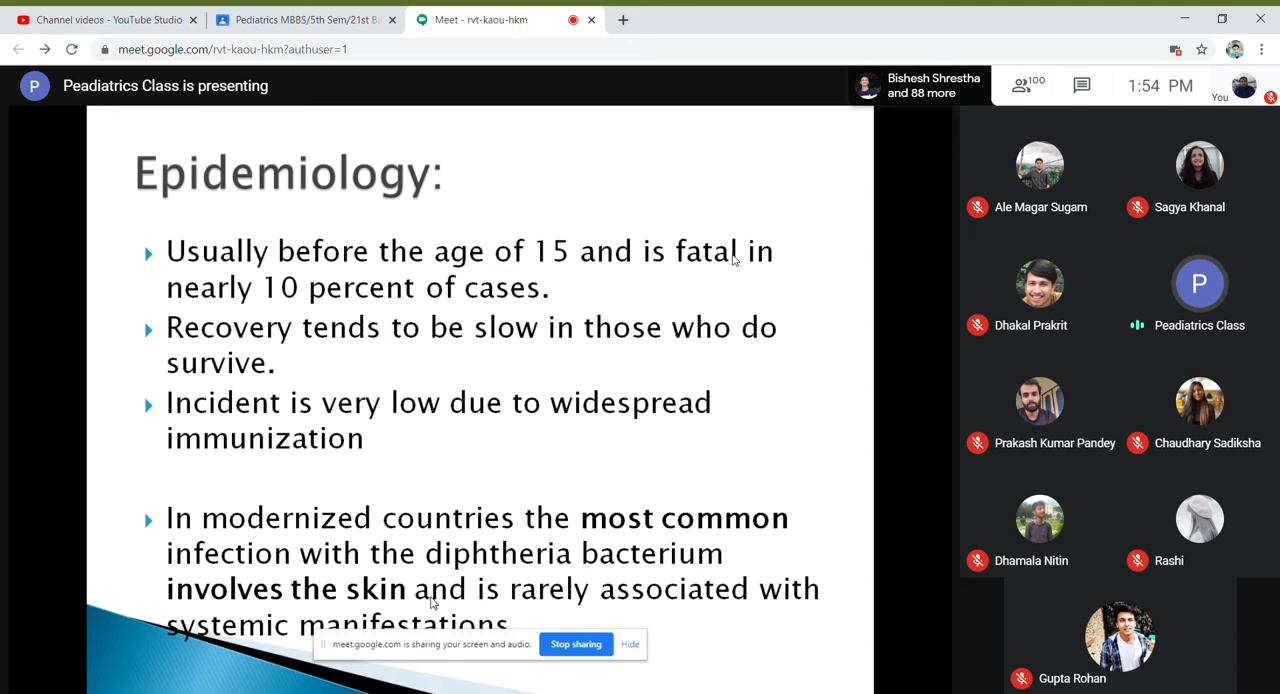 Channel videos - YouTube Studio
Pediatrics MBBS/5th Sem/21st Ba
Meet - rvt-kaou-hkm
meet.google.com/rvt-kaou-hkm?authuser=1
P
Peadiatrics Class is presenting
Bishesh Shrestha
and 88 more
100
1:54 PM
You
Epidemiology:
Usually before the age of 15 and is fatal in
nearly 10 percent of cases.
Recovery tends to be slow in those who do
survive.
Incident is very low due to widespread
immunization
In modernized countries the most common
infection with the diphtheria bacterium
involves the skin and is rarely associated with
systemic manifestations
meet.google.com is sharing your screen and audio.
Stop sharing
Hide
Ale Magar Sugam
Sagya Khanal
Dhakal Prakrit
P
Peadiatrics Class
Prakash Kumar Pandey
Chaudhary Sadiksha
Dhamala Nitin
Rashi
Gupta Rohan